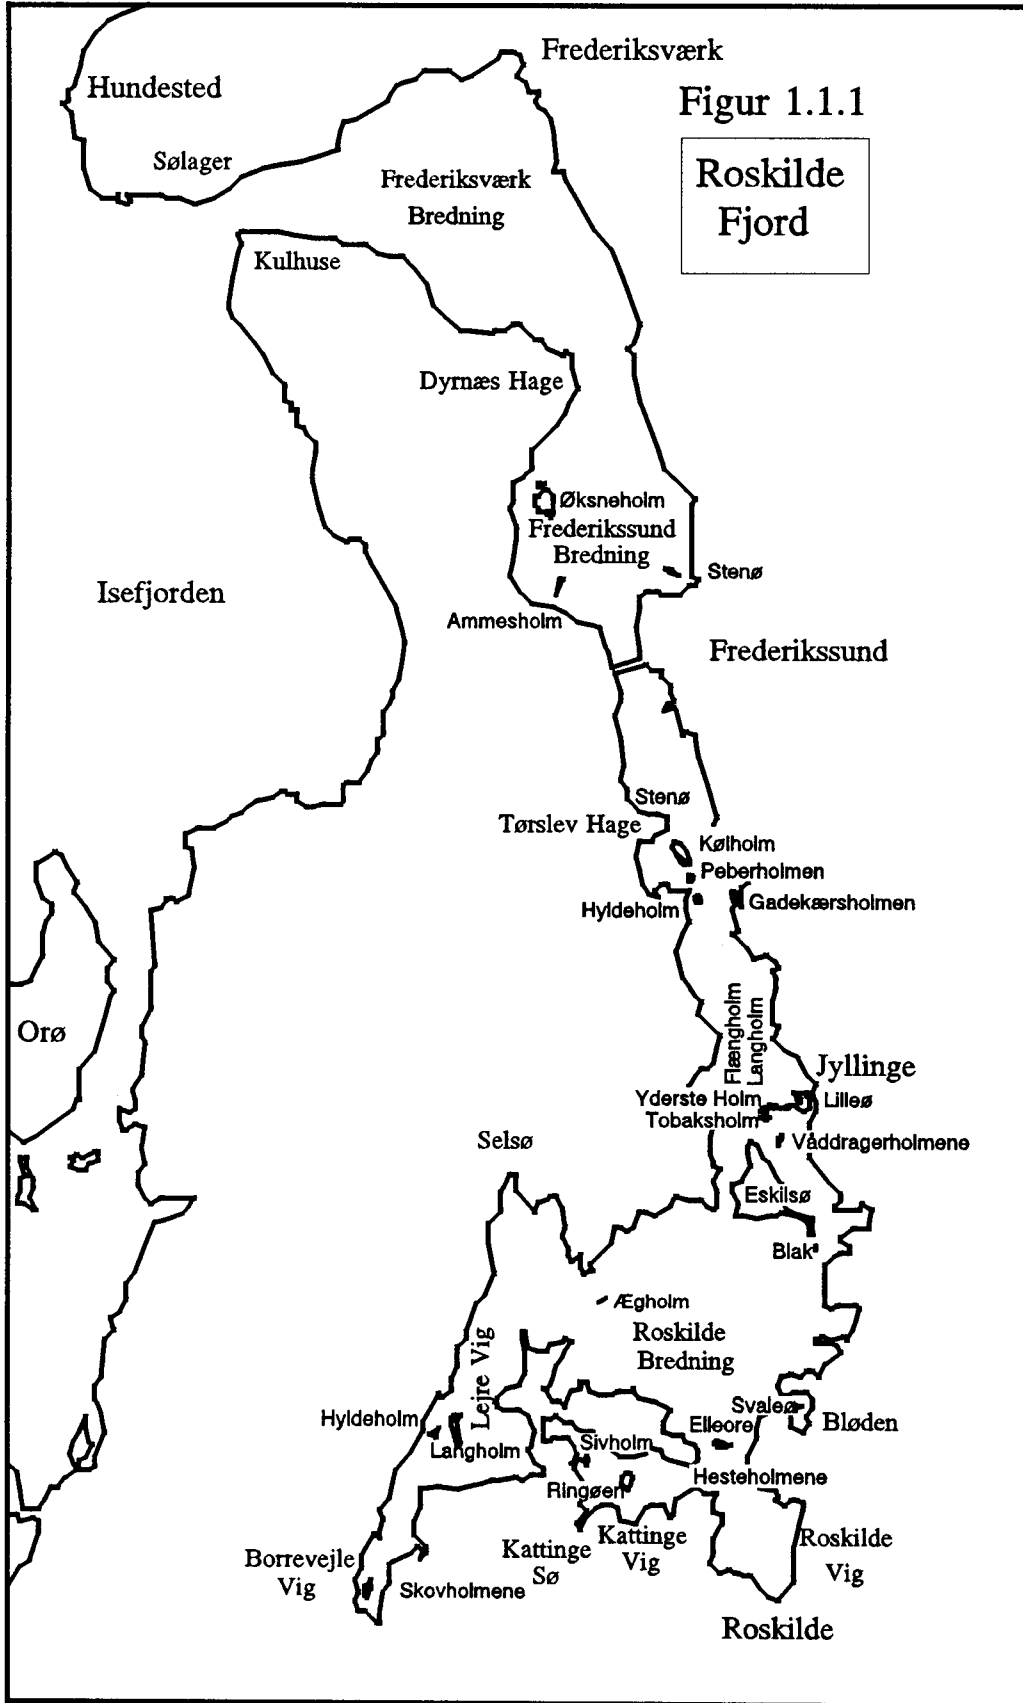 Frederiksværk
Hundested
Figur 1.1.1
Sølager
Roskilde
Fjord
Frederiksværk
Bredning
Kulhuse
Dyrnæs Hage
Øksneholm
Frederikssund
Bredning
Stenø
Isefjorden
Ammesholm
Frederikssund
Stenø
Tørslev Hage
Kølholm
Peberholmen
Hyldeholm
Gadekærsholmen
Flængholm
Langholm
Orø
Jyllinge
Yderste Holm
Lilleø
Tobaksholm
Selsø
Våddragerholmene
Eskilsø
Blak
Ægholm
Roskilde
Bredning
Lejre Vig
Svaleø
Hyldeholm
Bløden
Elleore
Langholm
Sivholm
Hesteholmene
Ringøen
Kattinge
Sø
Kattinge
Vig
Roskilde
Vig
Borrevejle
Vig
Skovholmene
Roskilde